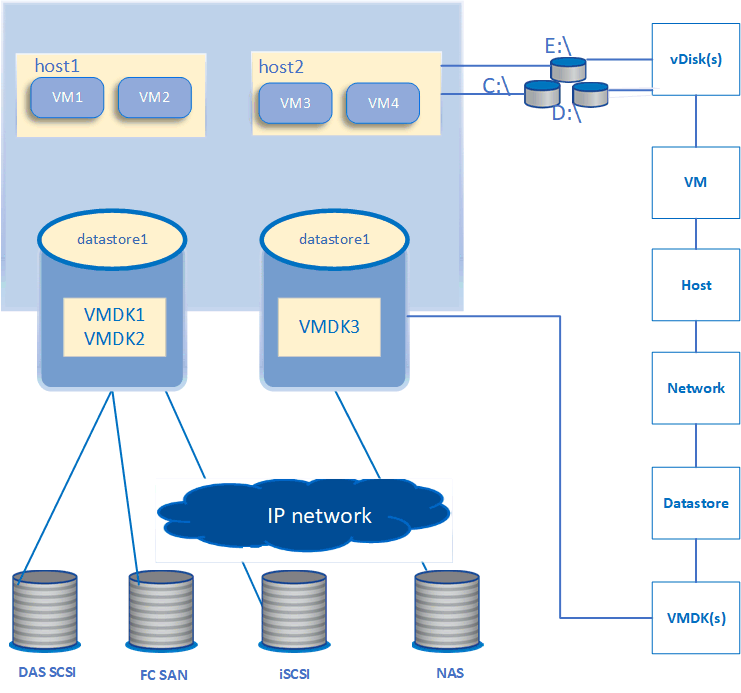 host1
VM1
VM2
host2
VM3
VM4
E:\
C:\
D:\
vDisk(s)
VM
Host
Network
Datastore
VMDK(s)
datastore1
VMDK1
VMDK2
datastore1
VMDK3
IP network
DAS SCSI
FC SAN
iSCSI
NAS